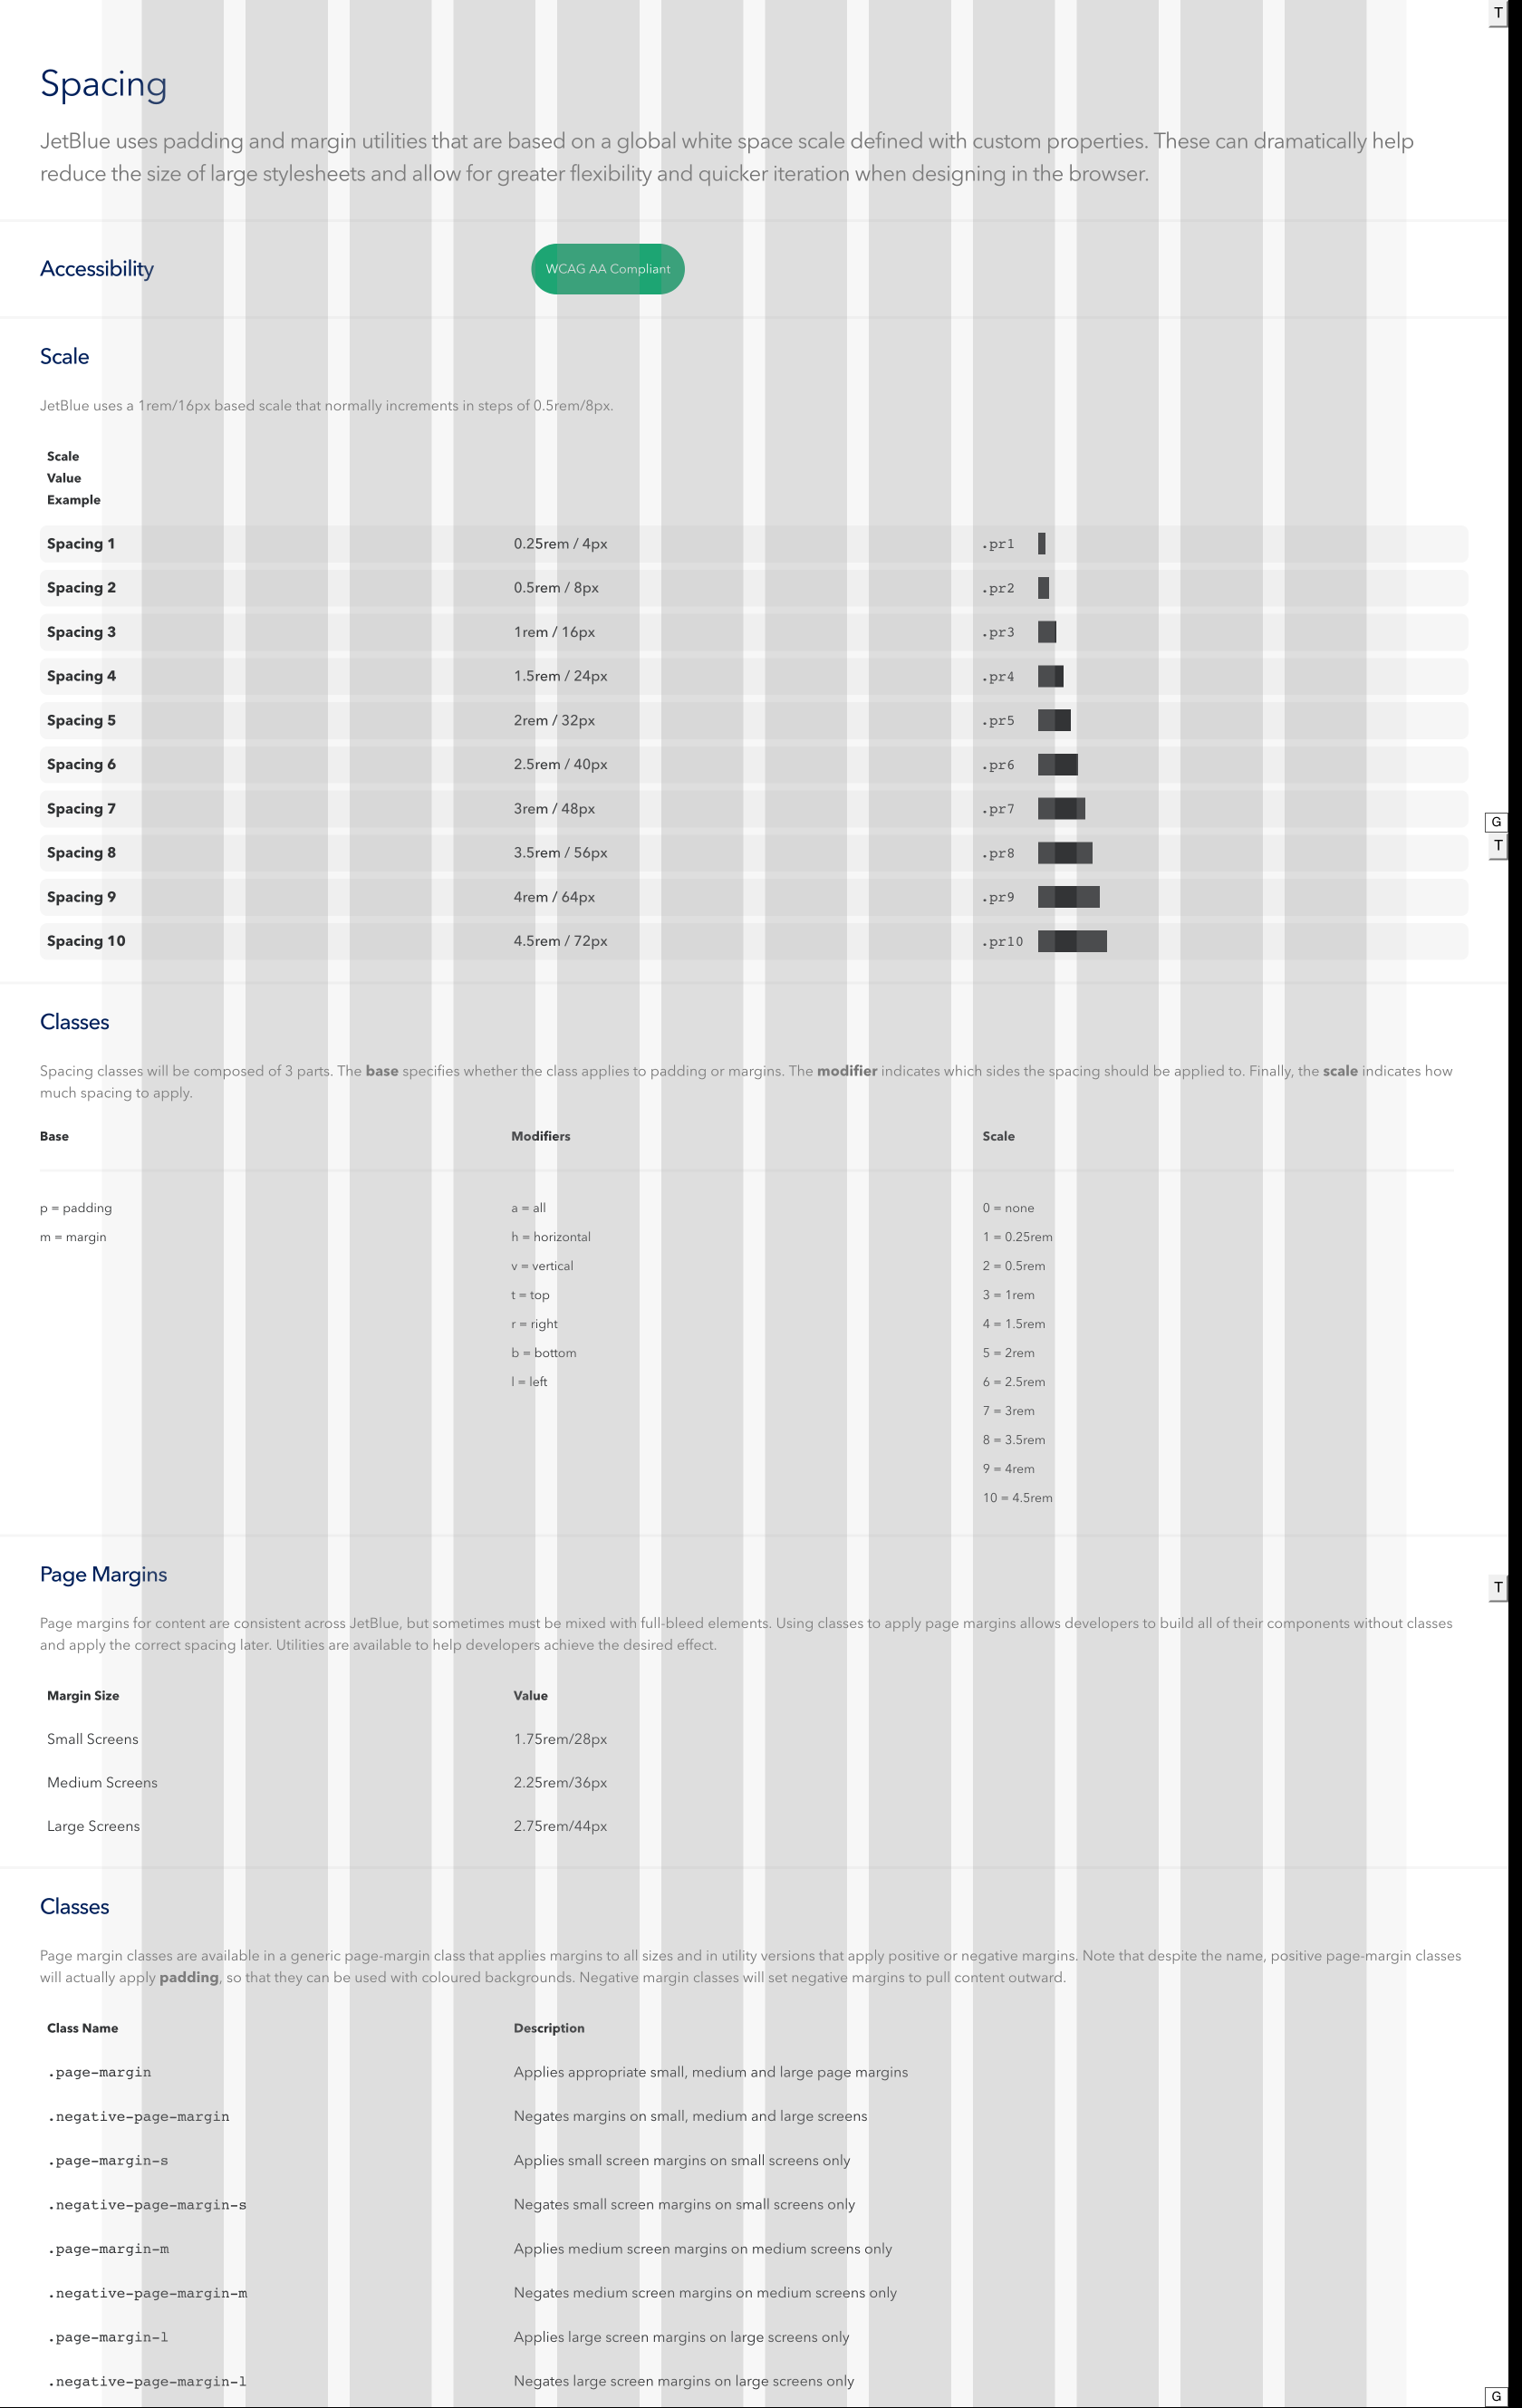 T
Spacing
JetBlue uses padding and margin utilities that are based on a global white space scale defined with custom properties. These can dramatically help
reduce the size of large stylesheets and allow for greater flexibility and quicker iteration when designing in the browser.
Accessibility
WCAG AA Compliant
Scale
JetBlue uses a 1rem/16px based scale that normally increments in steps of 0.5rem/8px.
Scale
Value
Example
Spacing 1 0.25rem / 4px .pr1
Spacing 2 0.5rem / 8px .pr2
Spacing 3 1rem / 16px .pr3
Spacing 4 1.5rem / 24px .pr4
Spacing 5 2rem / 32px .pr5
Spacing 6 2.5rem / 40px .pr6
Spacing 7 3rem / 48px .pr7
G
Spacing 8 3.5rem / 56px .pr8
T
Spacing 9 4rem / 64px .pr9
Spacing 10 4.5rem / 72px .pr10
Classes
Spacing classes will be composed of 3 parts. The base specifies whether the class applies to padding or margins. The modifier indicates which sides the spacing should be applied to. Finally, the scale indicates how
much spacing to apply.
Base Modifiers Scale
p = padding a = all 0 = none
m = margin h = horizontal 1 = 0.25rem
v = vertical 2 = 0.5rem
t = top 3 = 1rem
r = right 4 = 1.5rem
b = bottom 5 = 2rem
l = left 6 = 2.5rem
7 = 3rem
8 = 3.5rem
9 = 4rem
10 = 4.5rem
Page Margins
T
Page margins for content are consistent across JetBlue, but sometimes must be mixed with full-bleed elements. Using classes to apply page margins allows developers to build all of their components without classes
and apply the correct spacing later. Utilities are available to help developers achieve the desired effect.
Margin Size Value
Small Screens 1.75rem/28px
Medium Screens 2.25rem/36px
Large Screens 2.75rem/44px
Classes
Page margin classes are available in a generic page-margin class that applies margins to all sizes and in utility versions that apply positive or negative margins. Note that despite the name, positive page-margin classes
will actually apply padding, so that they can be used with coloured backgrounds. Negative margin classes will set negative margins to pull content outward.
Class Name Description
.page-margin Applies appropriate small, medium and large page margins
.negative-page-margin Negates margins on small, medium and large screens
.page-margin-s Applies small screen margins on small screens only
.negative-page-margin-s Negates small screen margins on small screens only
.page-margin-m Applies medium screen margins on medium screens only
.negative-page-margin-m Negates medium screen margins on medium screens only
.page-margin-l Applies large screen margins on large screens only
.negative-page-margin-l Negates large screen margins on large screens only
G